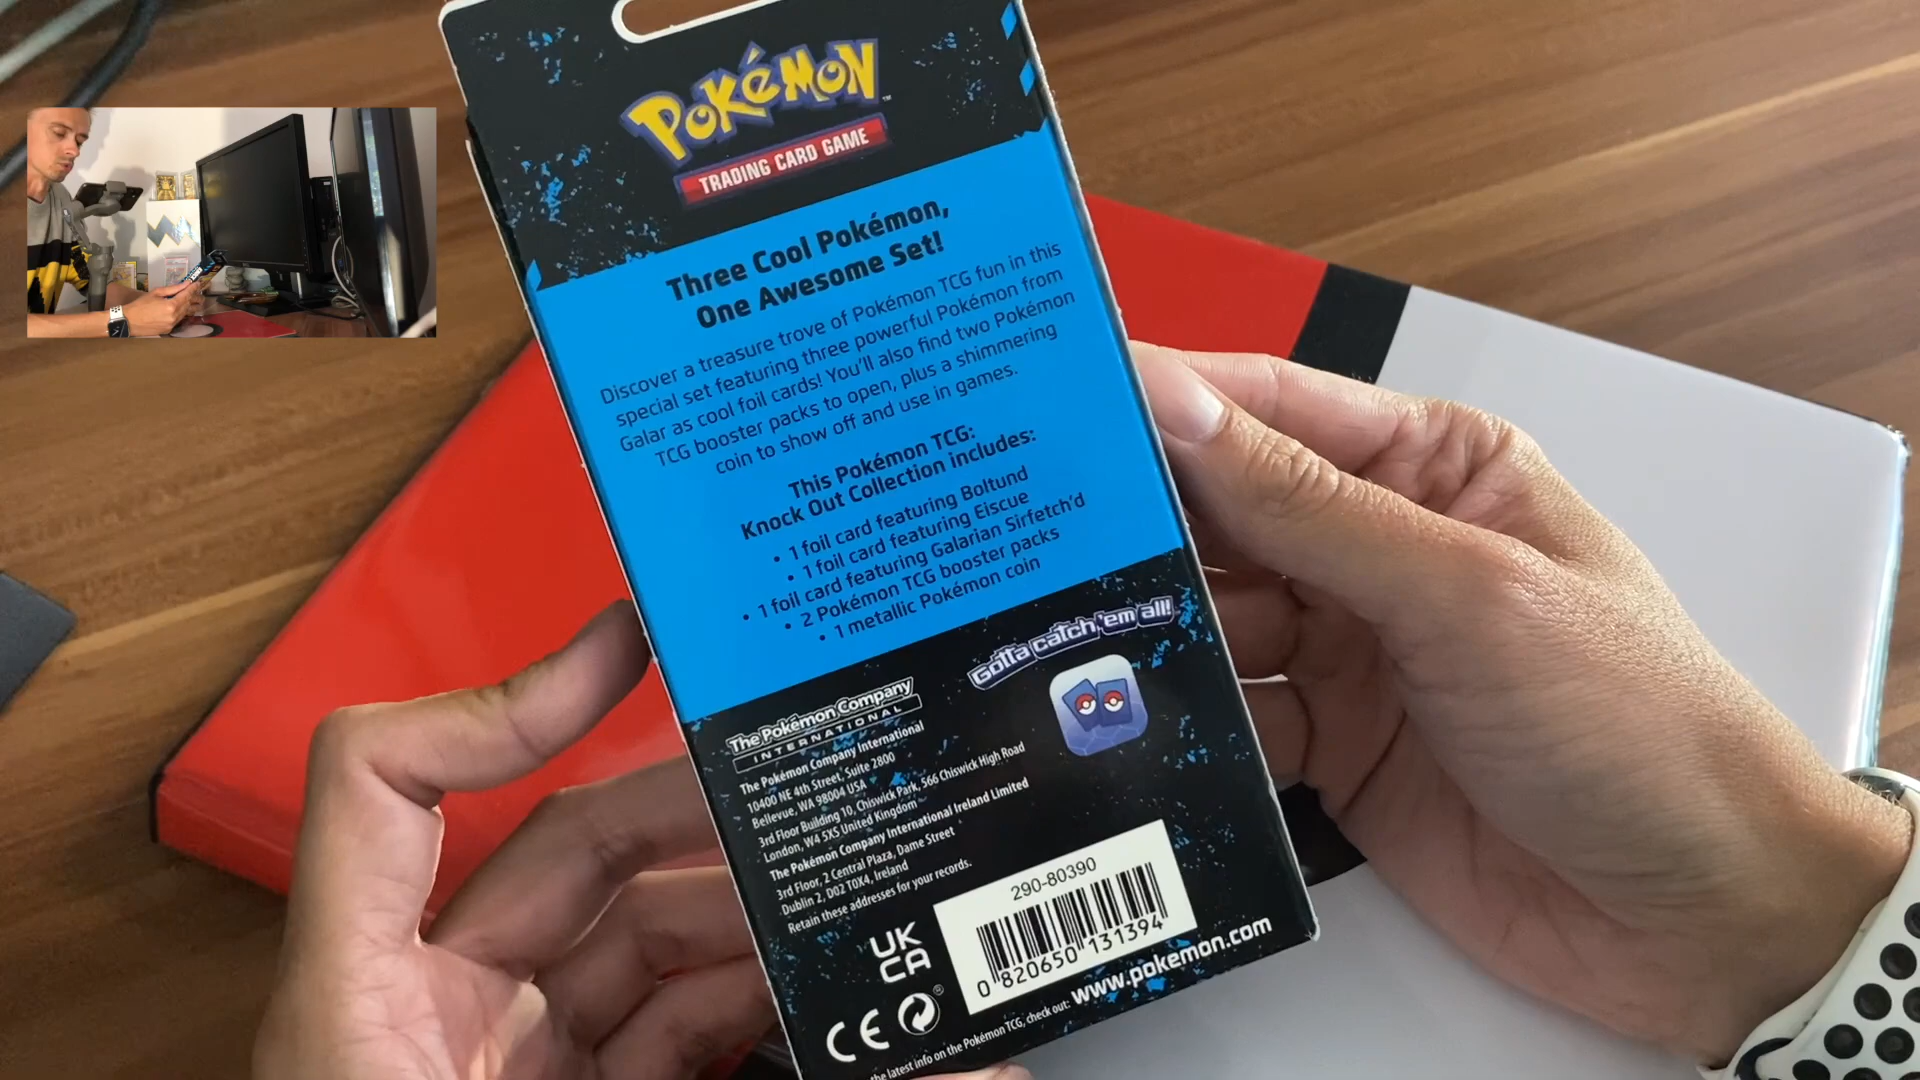 POKéMON
TRADING CARD GAME
Three Cool Pokémon,
One Awesome Set!
Discover a treasure trove of Pokémon TCG fun in this
special set featuring three powerful Pokémon from
Galar as cool foil cards! You'll also find two Pokémon
TCG booster packs to open, plus a shimmering
coin to show off and use in games.
This Pokémon TCG:
Knock Out Collection includes:
• 1 foil card featuring Boltund
• 1 foil card featuring Eiscue
• 1 foil card featuring Galarian Sirfetch'd
• 2 Pokémon TCG booster packs
• 1 metallic Pokémon coin
Gotta catch 'em all!
The Pokémon Company
INTERNATIONAL
The Pokémon Company International
10400 NE 4th Street, Suite 2800
Bellevue, WA 98004 USA
3rd Floor Building 10, Chiswick Park, 566 Chiswick High Road
London, W4 5XS United Kingdom
The Pokémon Company International Ireland Limited
3rd Floor, 2 Central Plaza, Dame Street
Dublin 2, D02 T0X4, Ireland
Retain these addresses for your records.
290-80390
0 820650 131394
UK
CA
CE
the latest info on the Pokémon TCG, check out: www.pokemon.com